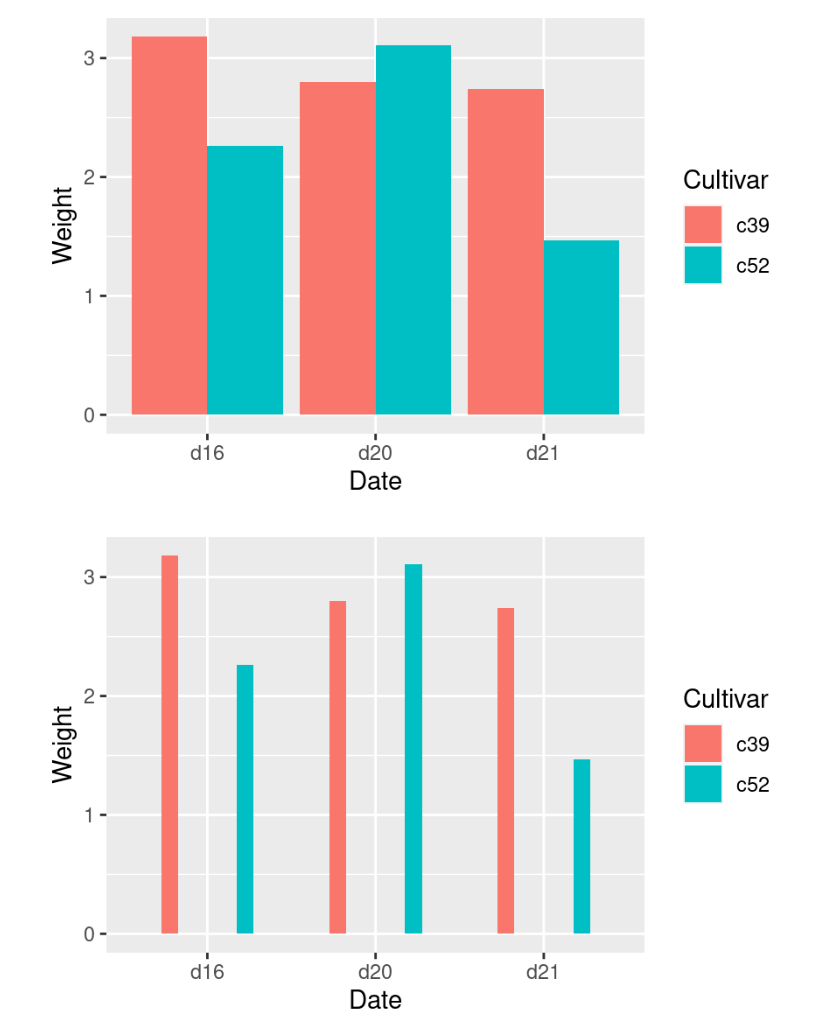 3
2
1
0
Weight
d16 d20 d21
Date
Cultivar
c39
c52
3
2
1
0
Weight
d16 d20 d21
Date
Cultivar
c39
c52